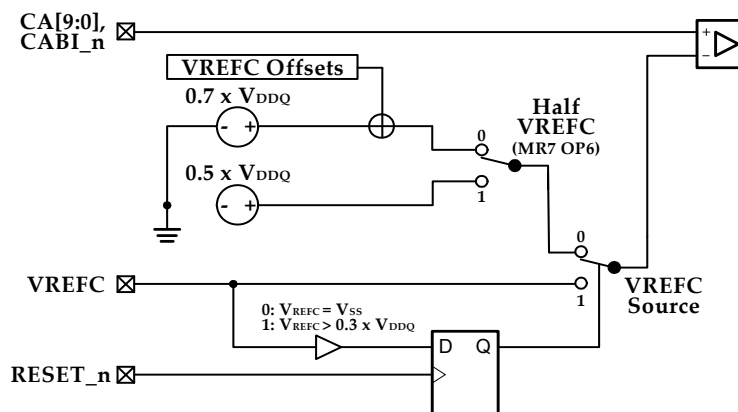 CA[9:0],
CABI_n
+
−
VREFC Offsets
0.7 x VDDQ
- +
Half
VREFC
(MR7 OP6)
0
1
0.5 x VDDQ
- +
0
1
VREFC
VREFC
Source
0: VREFC = VSS
1: VREFC > 0.3 x VDDQ
D Q
RESET_n